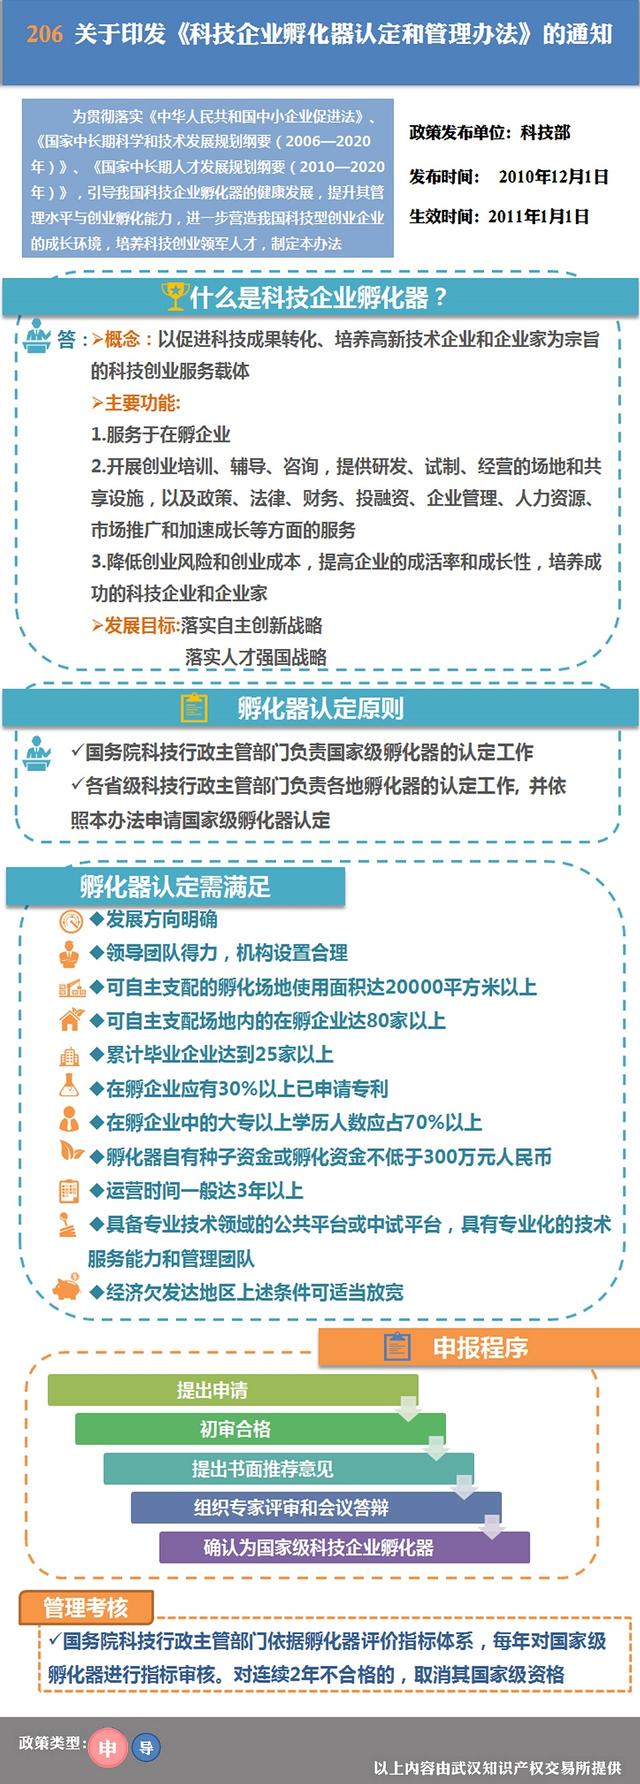 206 关于印发《科技企业孵化器认定和管理办法》的通知
为贯彻落实《中华人民共和国中小企业促进法》、
《国家中长期科学和技术发展规划纲要（2006—2020
年）》、《国家中长期人才发展规划纲要（2010—2020
年）》，引导我国科技企业孵化器的健康发展，提升其管
理水平与创业孵化能力，进一步营造我国科技型创业企业
的成长环境，培养科技创业领军人才，制定本办法
政策发布单位：科技部
发布时间： 2010年12月1日
生效时间：2011年1月1日
什么是科技企业孵化器？
答：➢概念：以促进科技成果转化、培养高新技术企业和企业家为宗旨
的科技创业服务载体
➢主要功能:
1.服务于在孵企业
2.开展创业培训、辅导、咨询，提供研发、试制、经营的场地和共
享设施，以及政策、法律、财务、投融资、企业管理、人力资源、
市场推广和加速成长等方面的服务
3.降低创业风险和创业成本，提高企业的成活率和成长性，培养成
功的科技企业和企业家
➢发展目标:落实自主创新战略
落实人才强国战略
孵化器认定原则
✓国务院科技行政主管部门负责国家级孵化器的认定工作
✓各省级科技行政主管部门负责各地孵化器的认定工作, 并依
照本办法申请国家级孵化器认定
孵化器认定需满足
◆发展方向明确
◆领导团队得力，机构设置合理
◆可自主支配的孵化场地使用面积达20000平方米以上
◆可自主支配场地内的在孵企业达80家以上
◆累计毕业企业达到25家以上
◆在孵企业应有30%以上已申请专利
◆在孵企业中的大专以上学历人数应占70%以上
◆孵化器自有种子资金或孵化资金不低于300万元人民币
◆运营时间一般达3年以上
◆具备专业技术领域的公共平台或中试平台，具有专业化的技术
服务能力和管理团队
◆经济欠发达地区上述条件可适当放宽
申报程序
提出申请
初审合格
提出书面推荐意见
组织专家评审和会议答辩
确认为国家级科技企业孵化器
管理考核
✓国务院科技行政主管部门依据孵化器评价指标体系，每年对国家级
孵化器进行指标审核。对连续2年不合格的，取消其国家级资格
政策类型：申 导
以上内容由武汉知识产权交易所提供